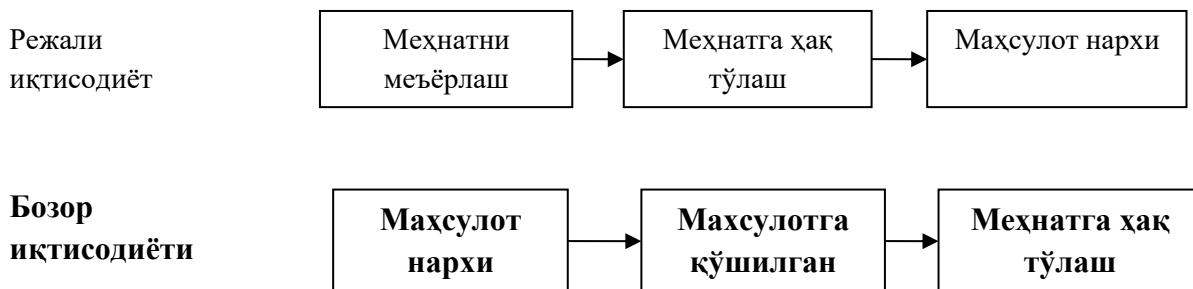 Режали
иқтисодиёт
Меҳнатни
меъёрлаш
Меҳнатга ҳақ
тўлаш
Маҳсулот нархи
Бозор
иқтисодиёти
Маҳсулот
нархи
Махсулотга
қўшилган
Меҳнатга ҳақ
тўлаш